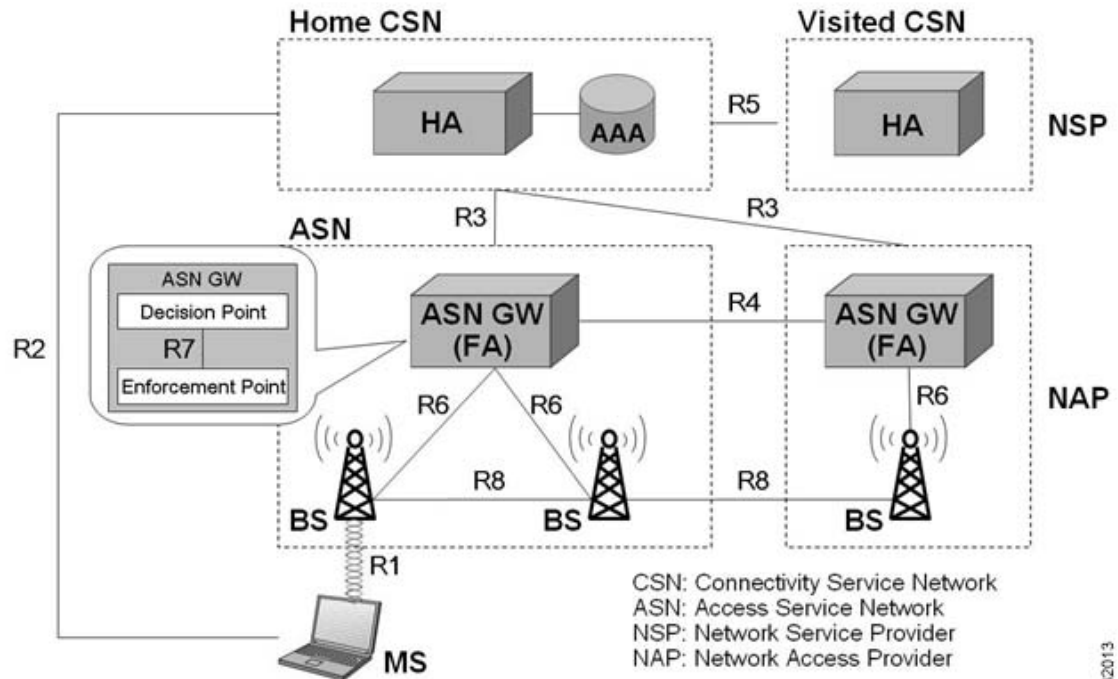 Home CSN
Visited CSN
HA
AAA
R5
HA
NSP
R3
R3
ASN
ASN GW
Decision Point
R7
Enforcement Point
ASN GW
(FA)
R4
ASN GW
(FA)
R2
R6
R6
R6
NAP
R8
R8
BS
BS
BS
R1
MS
CSN: Connectivity Service Network
ASN: Access Service Network
NSP: Network Service Provider
NAP: Network Access Provider